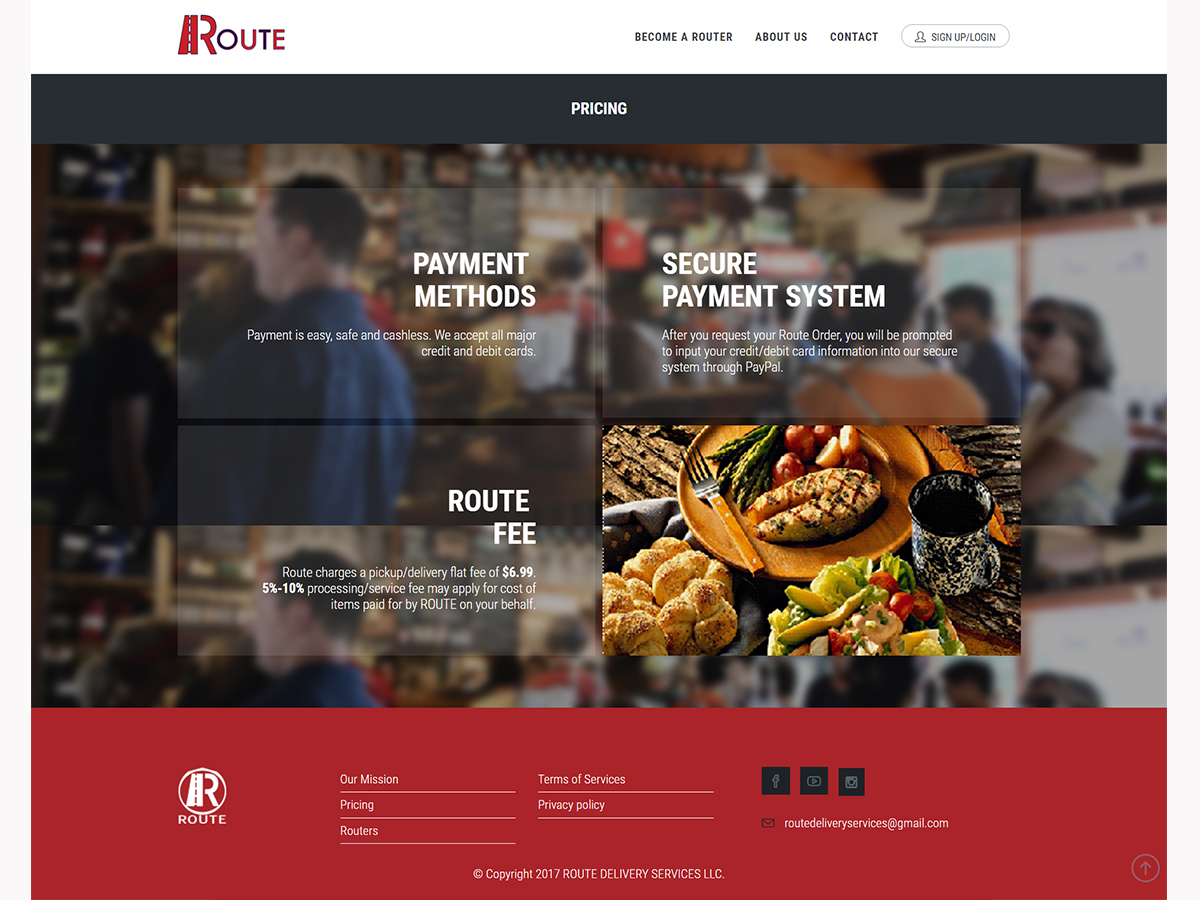 ROUTE
BECOME A ROUTER
ABOUT US
CONTACT
SIGN UP/LOGIN
PRICING
PAYMENT
METHODS
Payment is easy, safe and cashless. We accept all major
credit and debit cards.
SECURE
PAYMENT SYSTEM
After you request your Route Order, you will be prompted
to input your credit/debit card information into our secure
system through PayPal.
ROUTE
FEE
Route charges a pickup/delivery flat fee of $6.99.
5%-10% processing/service fee may apply for cost of
items paid for by ROUTE on your behalf.
R
ROUTE
Our Mission
Pricing
Routers
Terms of Services
Privacy policy
routedeliveryservices@gmail.com
© Copyright 2017 ROUTE DELIVERY SERVICES LLC.